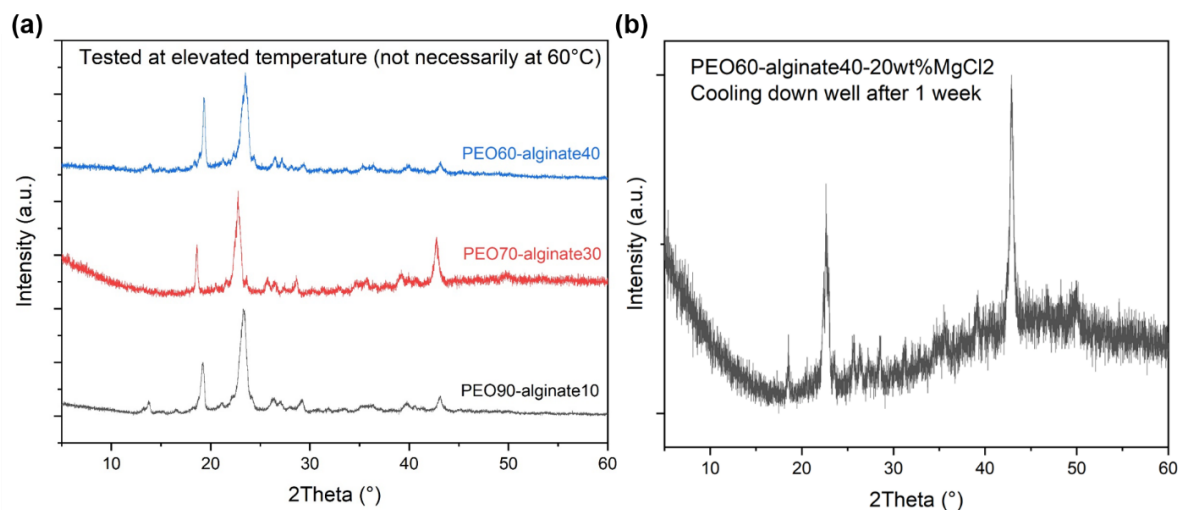 (a)
Tested at elevated temperature (not necessarily at 60°C)
PEO60-alginate40
PEO70-alginate30
PEO90-alginate10
Intensity (a.u.)
10 20 30 40 50 60
2Theta (°)
(b)
PEO60-alginate40-20wt%MgCl2
Cooling down well after 1 week
Intensity (a.u.)
10 20 30 40 50 60
2Theta (°)